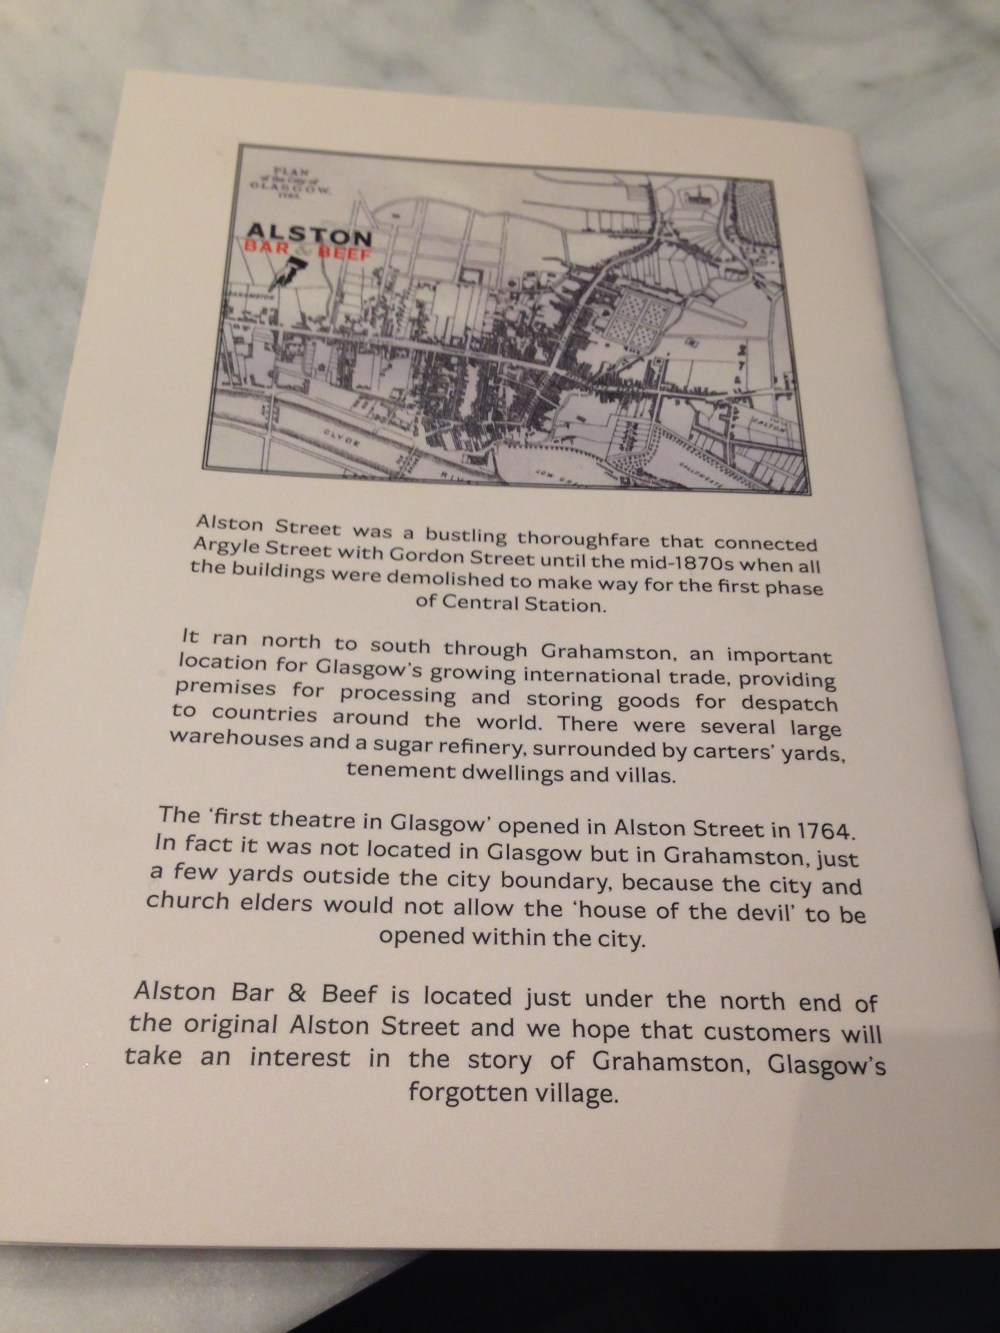 PLAN
of the City of
GLASGOW.
ALSTON
BAR & BEEF
CLYDE
Alston Street was a bustling thoroughfare that connected
Argyle Street with Gordon Street until the mid-1870s when all
the buildings were demolished to make way for the first phase
of Central Station.
It ran north to south through Grahamston, an important
location for Glasgow's growing international trade, providing
premises for processing and storing goods for despatch
to countries around the world. There were several large
warehouses and a sugar refinery, surrounded by carters' yards,
tenement dwellings and villas.
The 'first theatre in Glasgow' opened in Alston Street in 1764.
In fact it was not located in Glasgow but in Grahamston, just
a few yards outside the city boundary, because the city and
church elders would not allow the 'house of the devil' to be
opened within the city.
Alston Bar & Beef is located just under the north end of
the original Alston Street and we hope that customers will
take an interest in the story of Grahamston, Glasgow's
forgotten village.